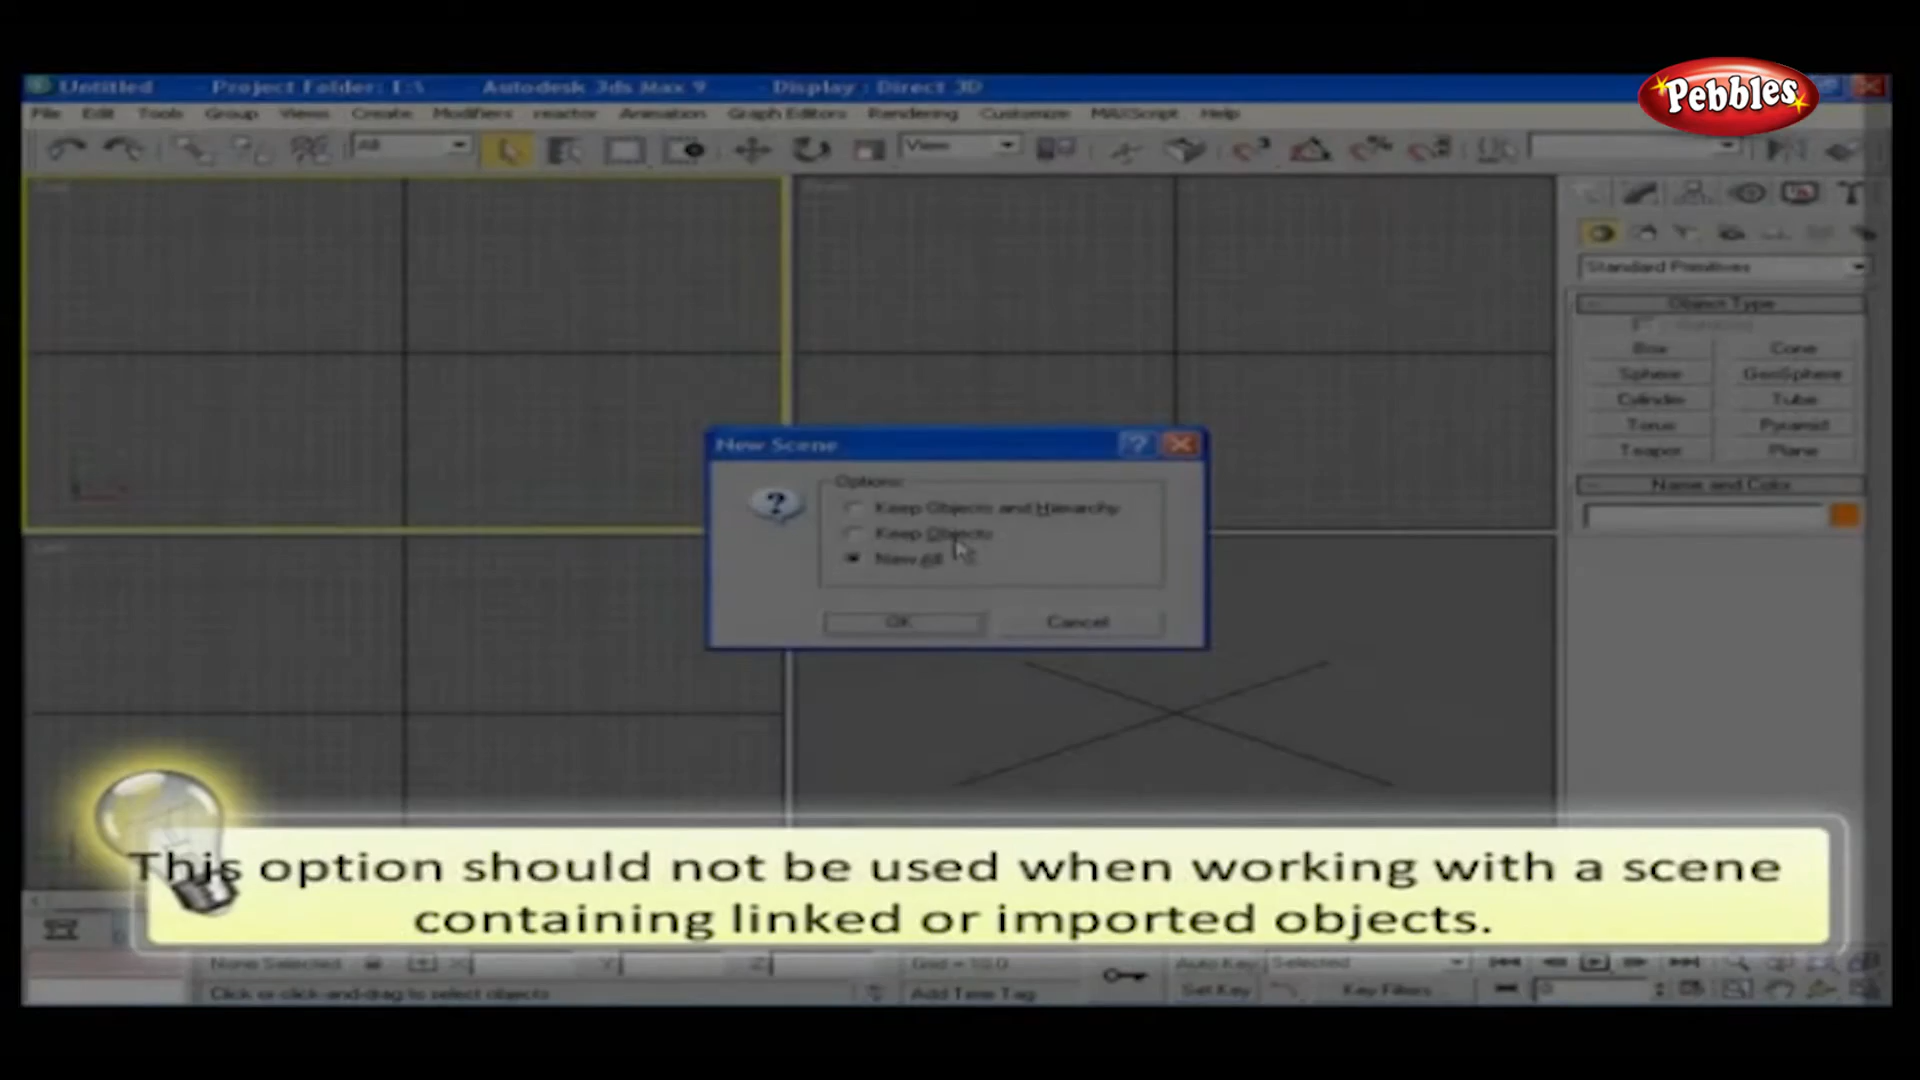 Pebbles
Untitled - Project Folder: E:\ Autodesk 3ds Max 9 - Display : Direct 3D
File Edit Tools Group Views Create Modifiers reactor Animation Graph Editors Rendering Customize MAXScript Help
All View
Standard Primitives
Object Type
Box Cone
Sphere GeoSphere
Cylinder Tube
Torus Pyramid
Teapot Plane
Name and Color
New Scene
Options:
Keep Objects and Hierarchy
Keep Objects
New All
OK Cancel
This option should not be used when working with a scene
containing linked or imported objects.
None Selected X Y Z Grid = 10.0 Auto Key Selected
Click or click-and-drag to select objects Add Time Tag Set Key Key Filters... 0